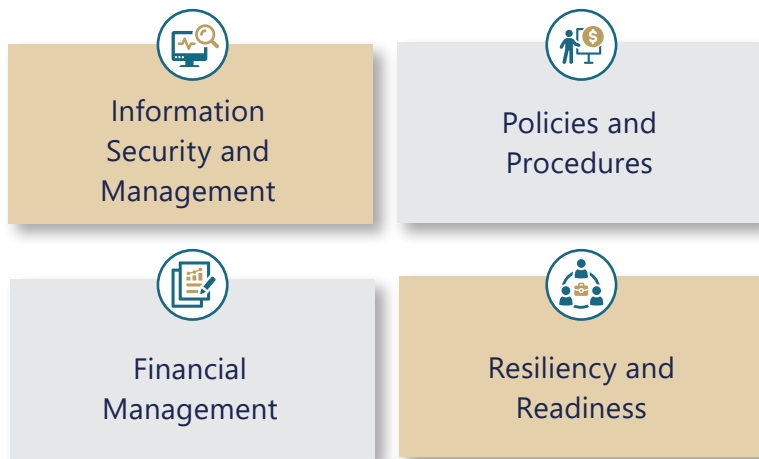 Information
Security and
Management
Policies and
Procedures
Financial
Management
Resiliency and
Readiness